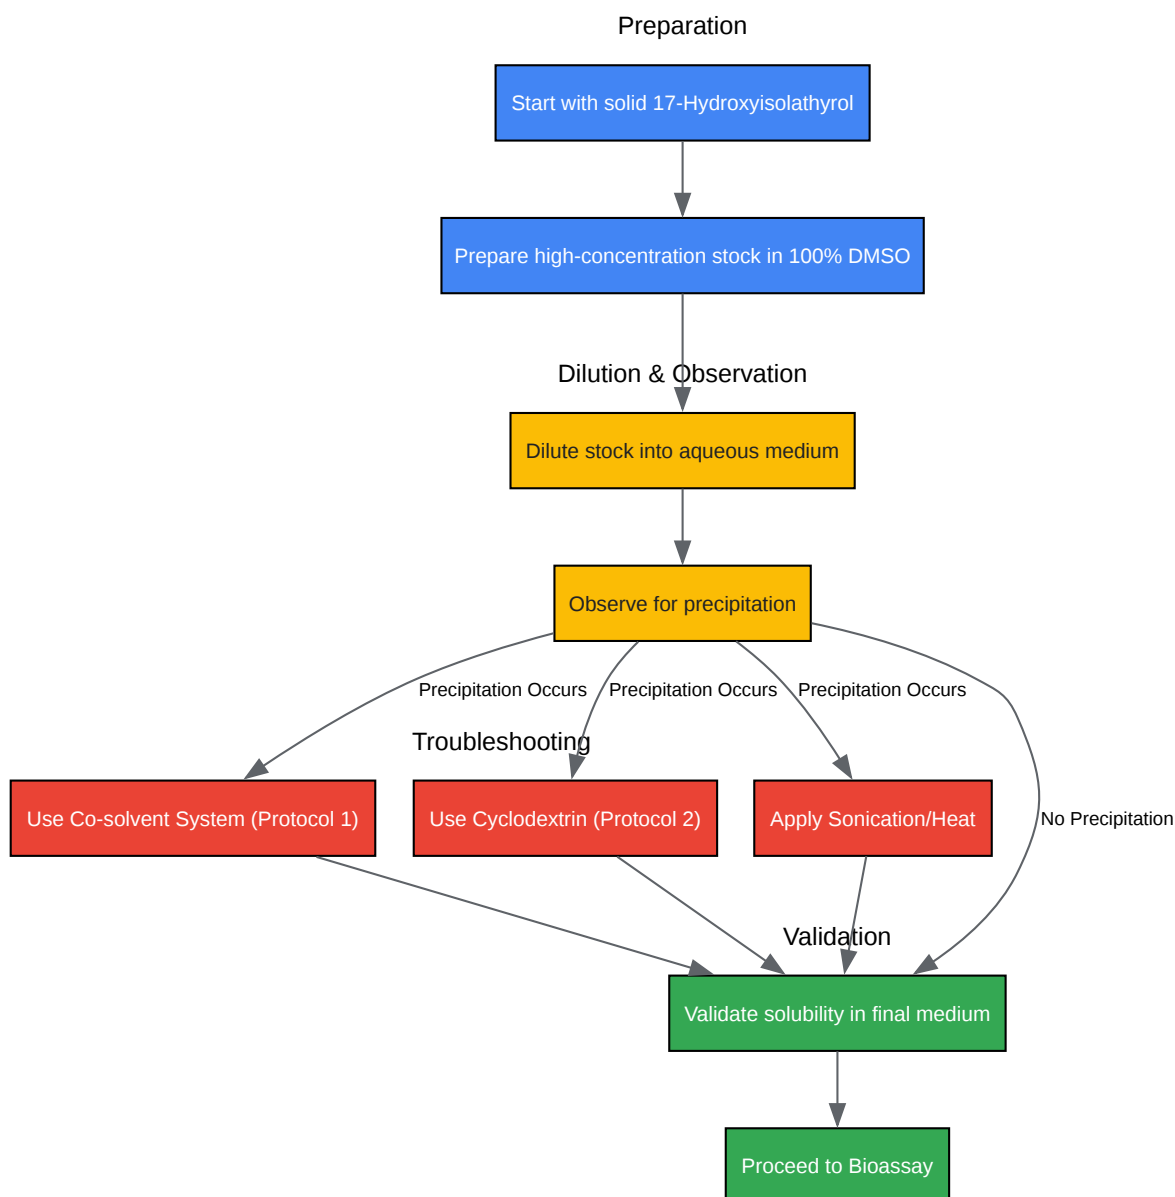 Preparation
Start with solid 17-Hydroxyisolathyrol
Prepare high-concentration stock in 100% DMSO
Dilution & Observation
Dilute stock into aqueous medium
Observe for precipitation
Precipitation Occurs
Precipitation Occurs
Precipitation Occurs
Troubleshooting
Use Co-solvent System (Protocol 1)
Use Cyclodextrin (Protocol 2)
Apply Sonication/Heat
No Precipitation
Validation
Validate solubility in final medium
Proceed to Bioassay